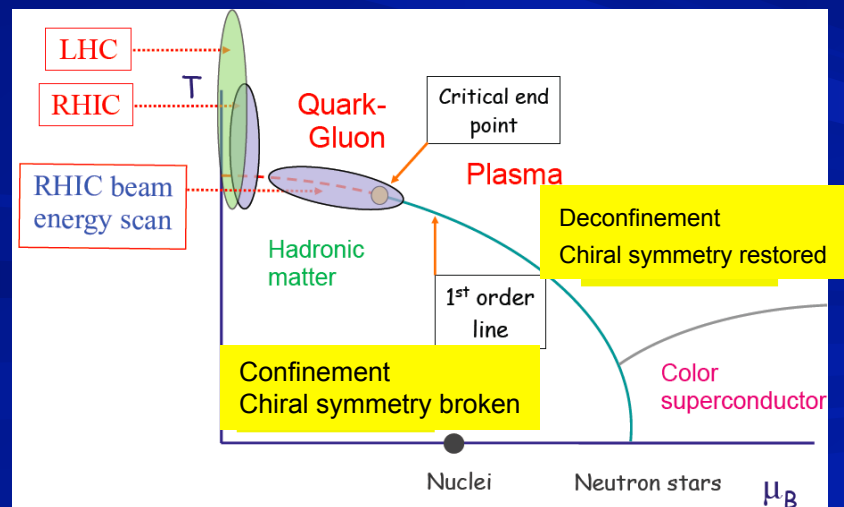 LHC
T
RHIC
Quark-
Gluon
Critical end
point
Plasma
RHIC beam
energy scan
Deconfinement
Chiral symmetry restored
Hadronic
matter
1st order
line
Confinement
Chiral symmetry broken
Color
superconductor
Nuclei
Neutron stars
μB